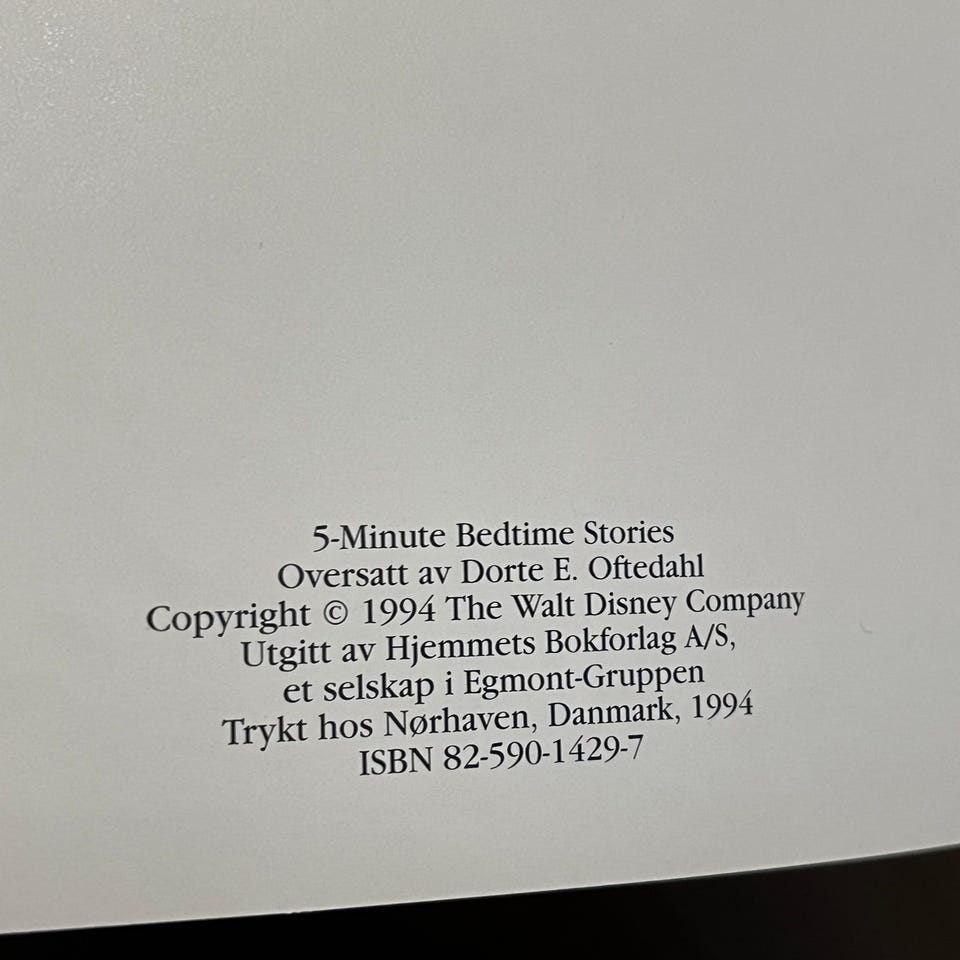 5-Minute Bedtime Stories
Oversatt av Dorte E. Oftedahl
Copyright © 1994 The Walt Disney Company
Utgitt av Hjemmets Bokforlag A/S,
et selskap i Egmont-Gruppen
Trykt hos Nørhaven, Danmark, 1994
ISBN 82-590-1429-7